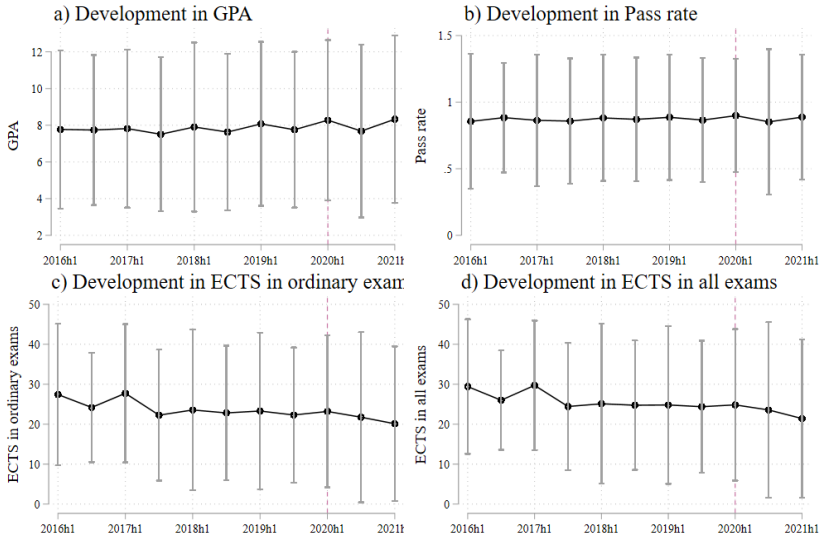 a) Development in GPA
GPA
12
10
8
6
4
2
2016h1 2017h1 2018h1 2019h1 2020h1 2021h1
b) Development in Pass rate
Pass rate
1.5
1
.5
0
2016h1 2017h1 2018h1 2019h1 2020h1 2021h1
c) Development in ECTS in ordinary exam
ECTS in ordinary exams
50
40
30
20
10
0
2016h1 2017h1 2018h1 2019h1 2020h1 2021h
d) Development in ECTS in all exams
ECTS in all exams
50
40
30
20
10
0
2016h1 2017h1 2018h1 2019h1 2020h1 2021h1